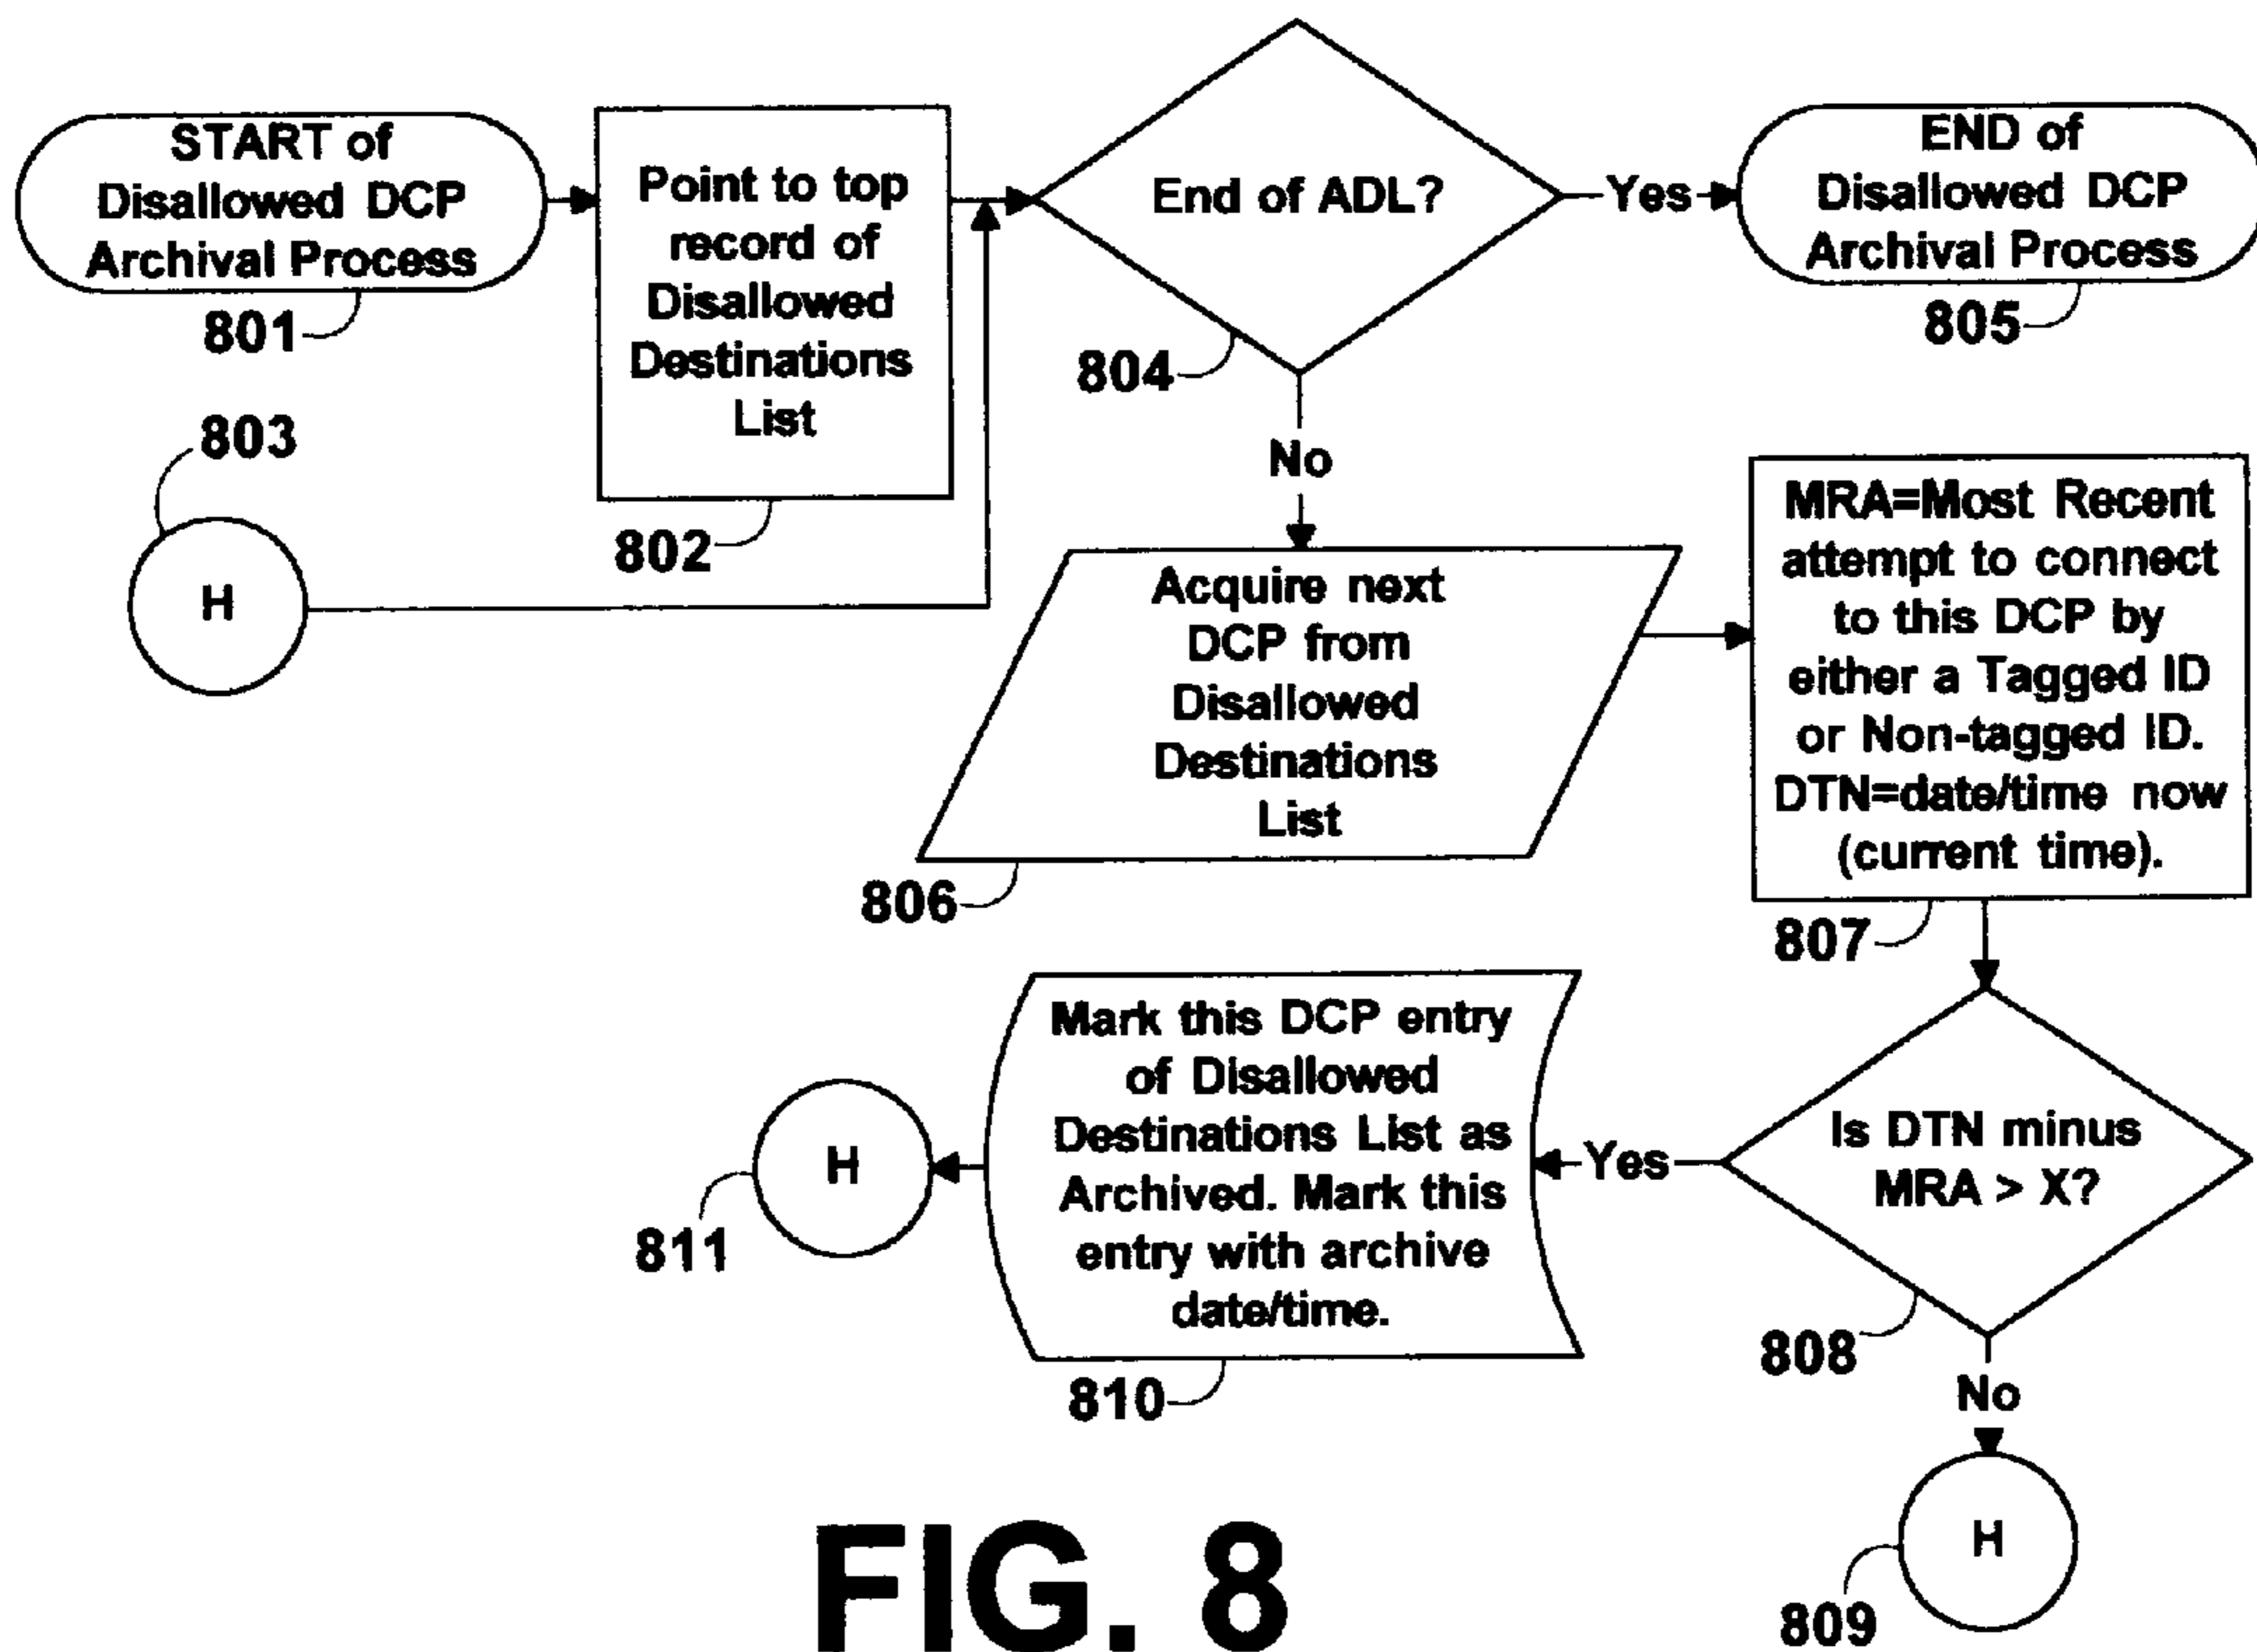 START of
Disallowed DCP
Archival Process
801
Point to top
record of
Disallowed
Destinations
List
802
803
H
End of ADL?
804
Yes
END of
Disallowed DCP
Archival Process
805
No
Acquire next
DCP from
Disallowed
Destinations
List
806
MRA=Most Recent
attempt to connect
to this DCP by
either a Tagged ID
or Non-tagged ID.
DTN=date/time now
(current time).
807
Is DTN minus
MRA > X?
808
Yes
No
H
809
Mark this DCP entry
of Disallowed
Destinations List as
Archived. Mark this
entry with archive
date/time.
810
H
811
FIG. 8